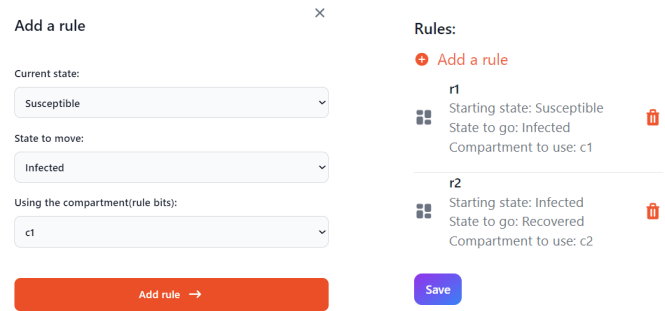 Add a rule
Current state:
Susceptible
State to move:
Infected
Using the compartment(rule bits):
c1
Add rule
Rules:
Add a rule
r1
Starting state: Susceptible
State to go: Infected
Compartment to use: c1
r2
Starting state: Infected
State to go: Recovered
Compartment to use: c2
Save